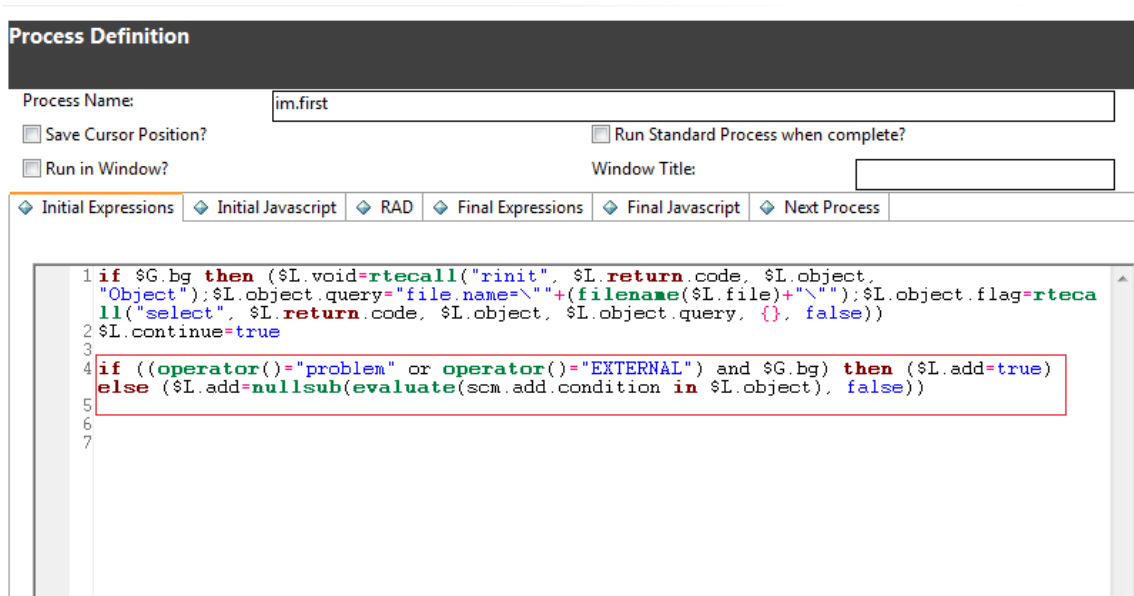 Process Definition
Process Name: im.first
Save Cursor Position? Run Standard Process when complete?
Run in Window? Window Title:
Initial Expressions Initial Javascript RAD Final Expressions Final Javascript Next Process
1 if $G.bg then ($L.void=rtecall("rinit", $L.return.code, $L.object,
"Object");$L.object.query="file.name=\""+(filename($L.file)+"\"");$L.object.flag=rteca
ll("select", $L.return.code, $L.object, $L.object.query, {}, false))
2 $L.continue=true
3
4 if ((operator()="problem" or operator()="EXTERNAL") and $G.bg) then ($L.add=true)
else ($L.add=nullsub(evaluate(scm.add.condition in $L.object), false))
5
6
7